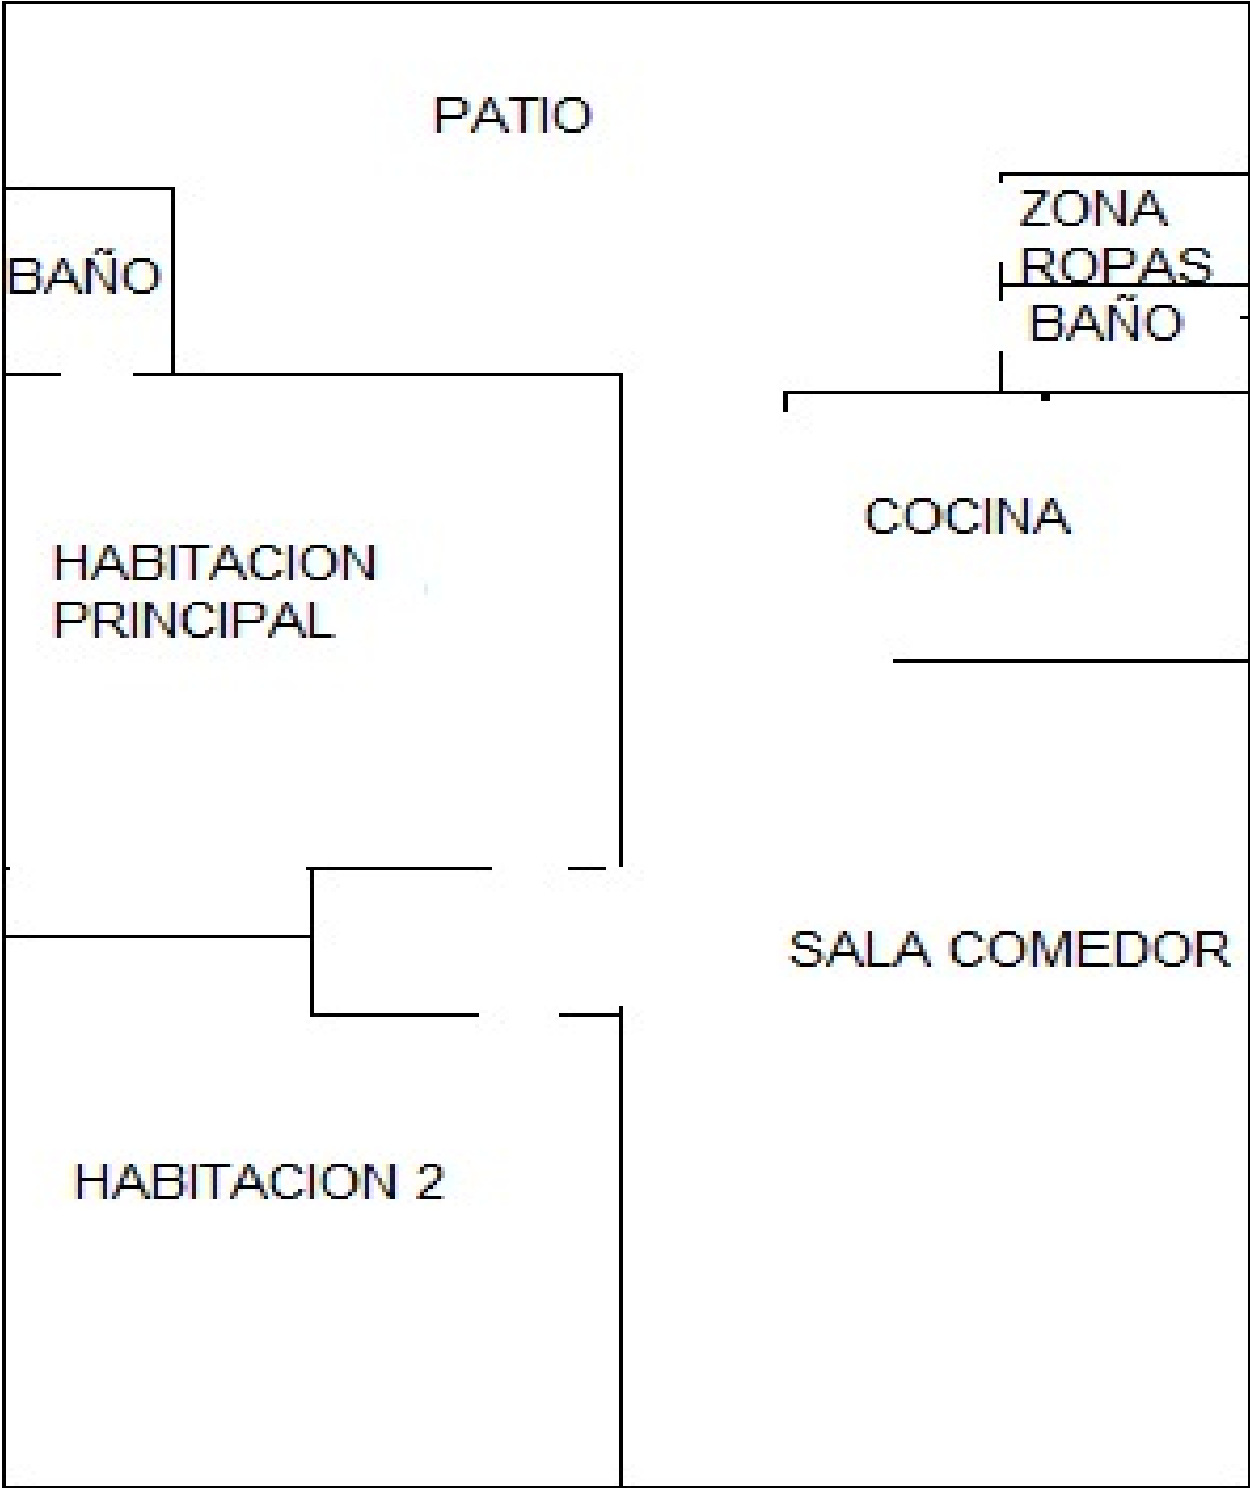 PATIO
ZONA
ROPAS
BAÑO
BAÑO
COCINA
HABITACION
PRINCIPAL
SALA COMEDOR
HABITACION 2